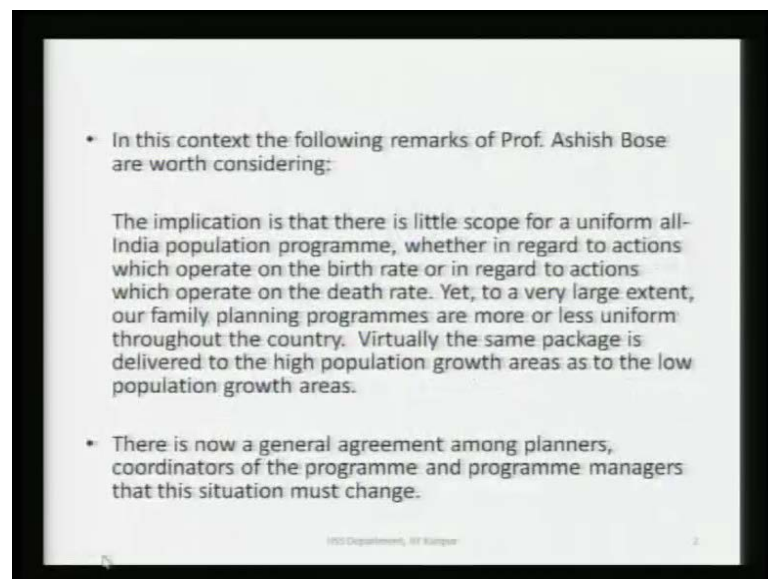 • In this context the following remarks of Prof. Ashish Bose
are worth considering:
The implication is that there is little scope for a uniform all-
India population programme, whether in regard to actions
which operate on the birth rate or in regard to actions
which operate on the death rate. Yet, to a very large extent,
our family planning programmes are more or less uniform
throughout the country. Virtually the same package is
delivered to the high population growth areas as to the low
population growth areas.
• There is now a general agreement among planners,
coordinators of the programme and programme managers
that this situation must change.
HSS Department, IIT Kanpur
2